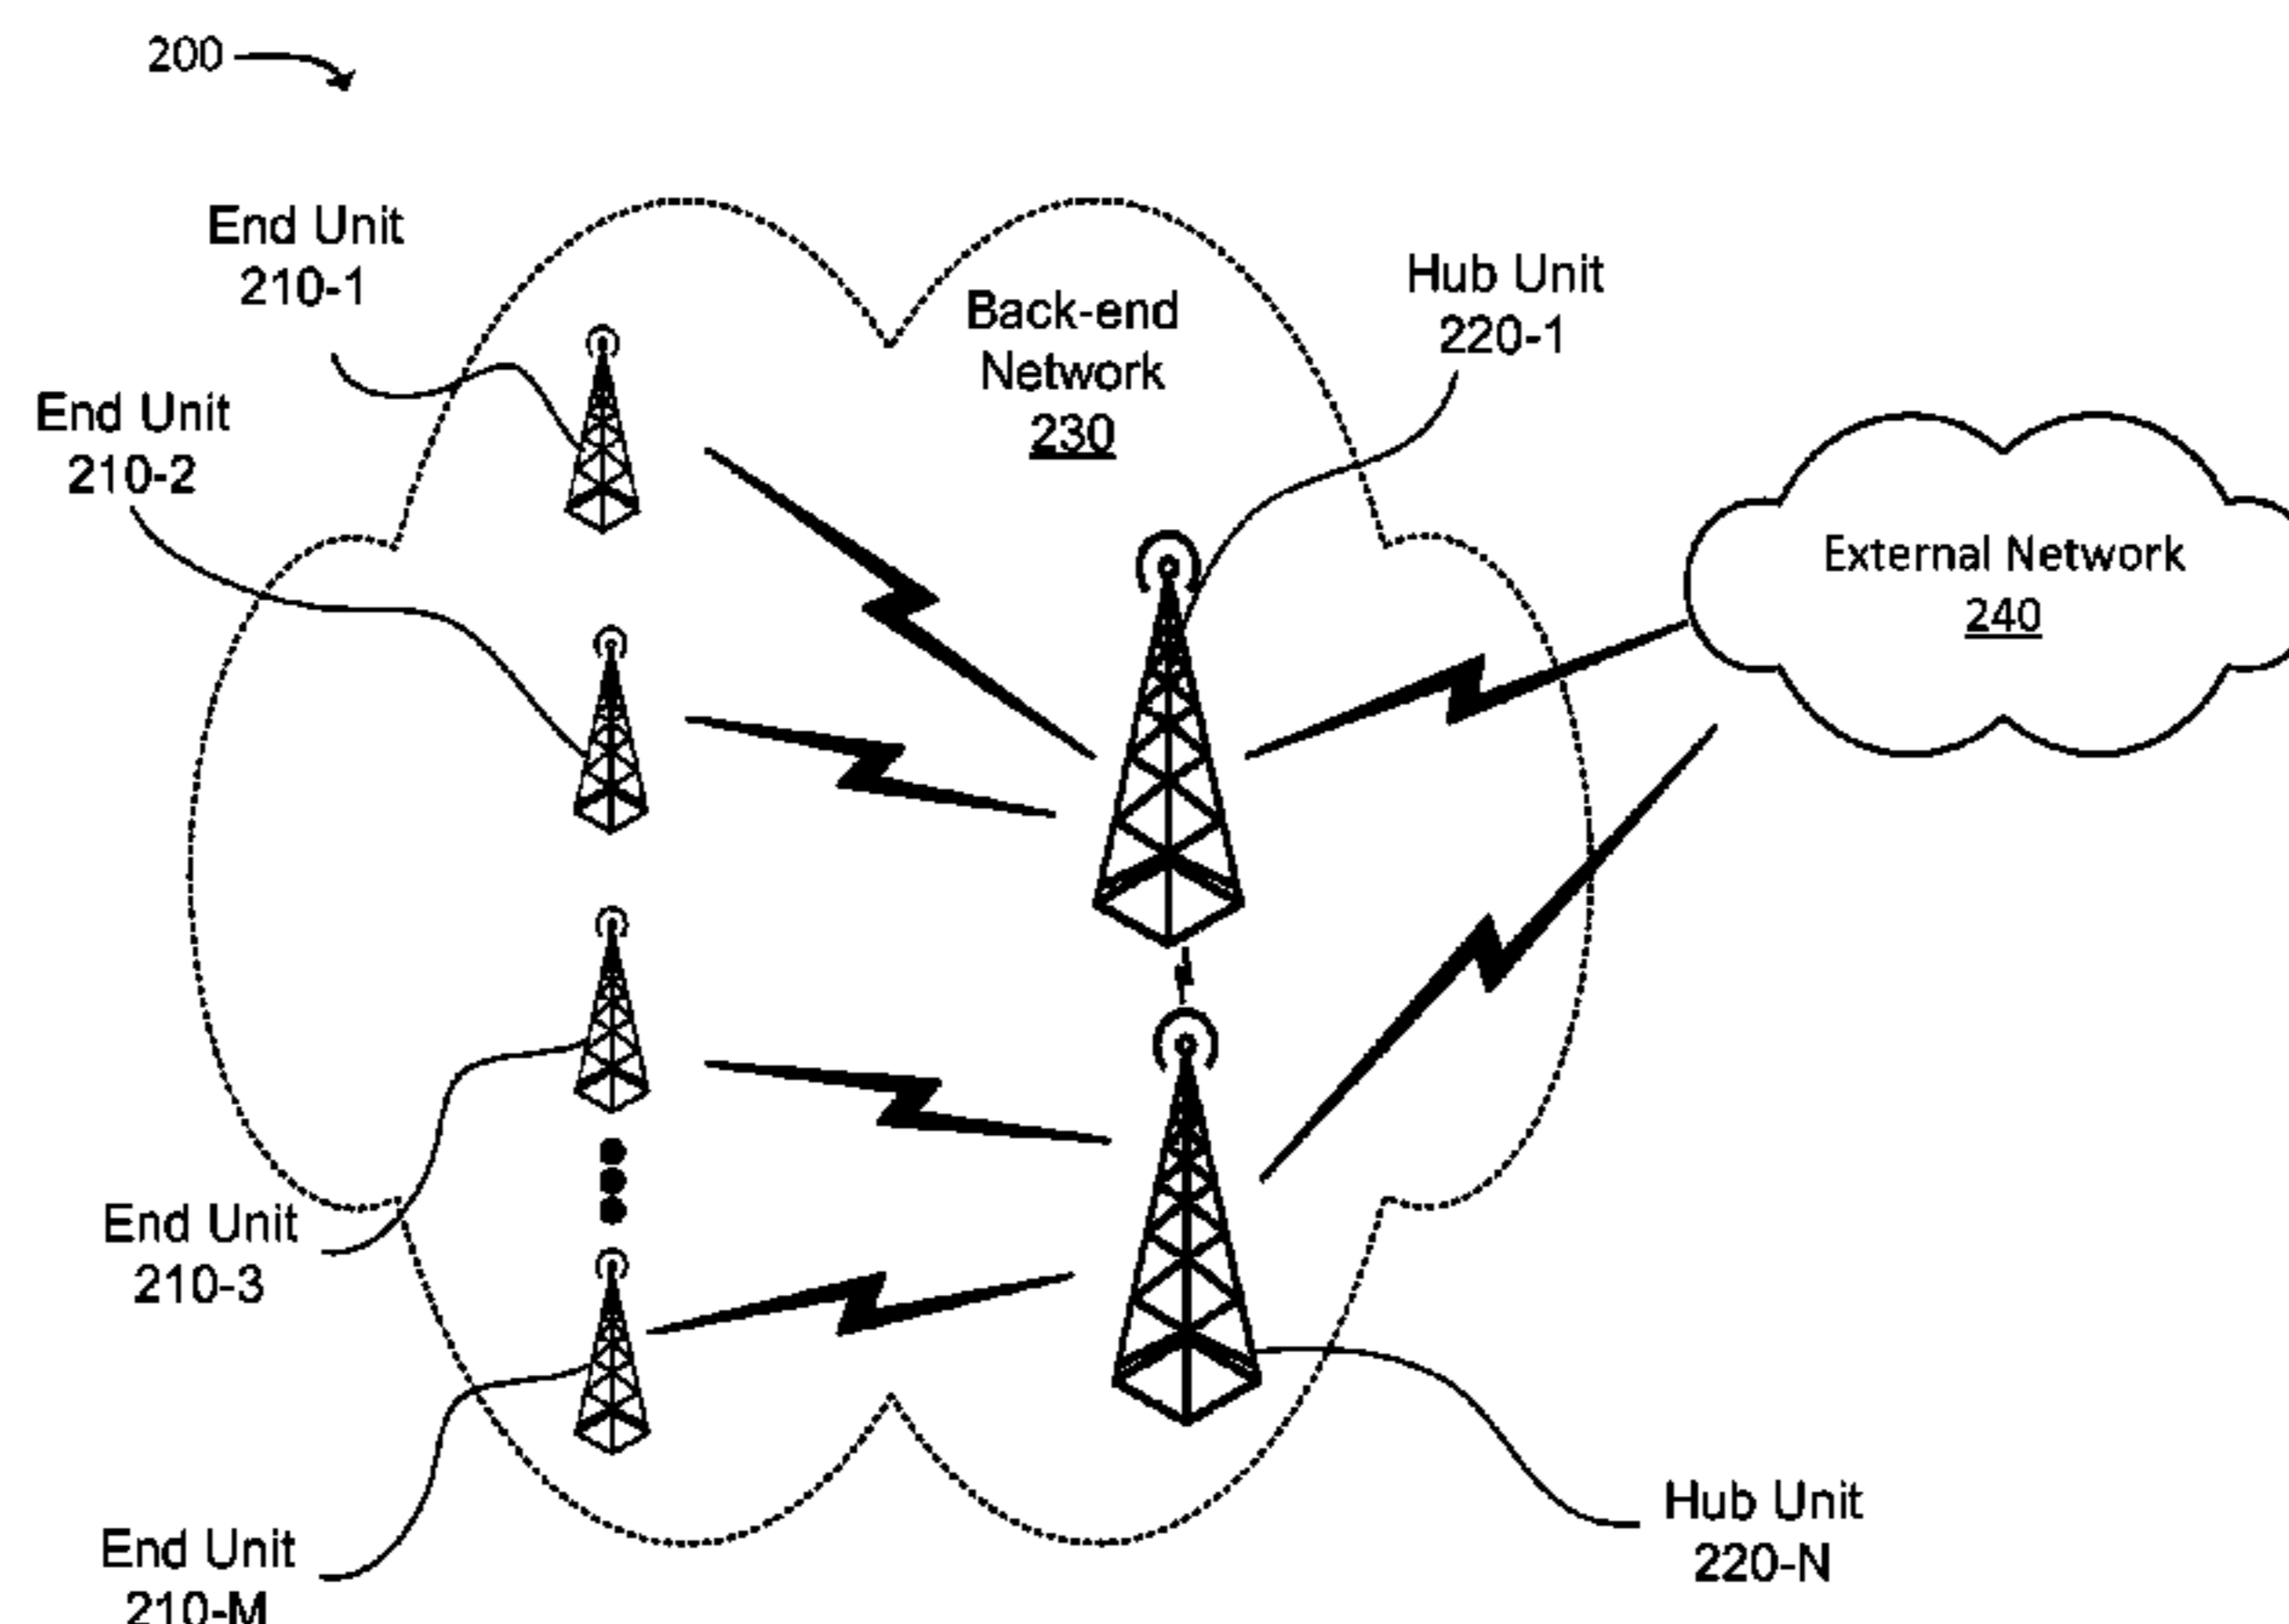 200
End Unit
210-1
End Unit
210-2
Back-end
Network
230
Hub Unit
220-1
External Network
240
End Unit
210-3
End Unit
210-M
Hub Unit
220-N